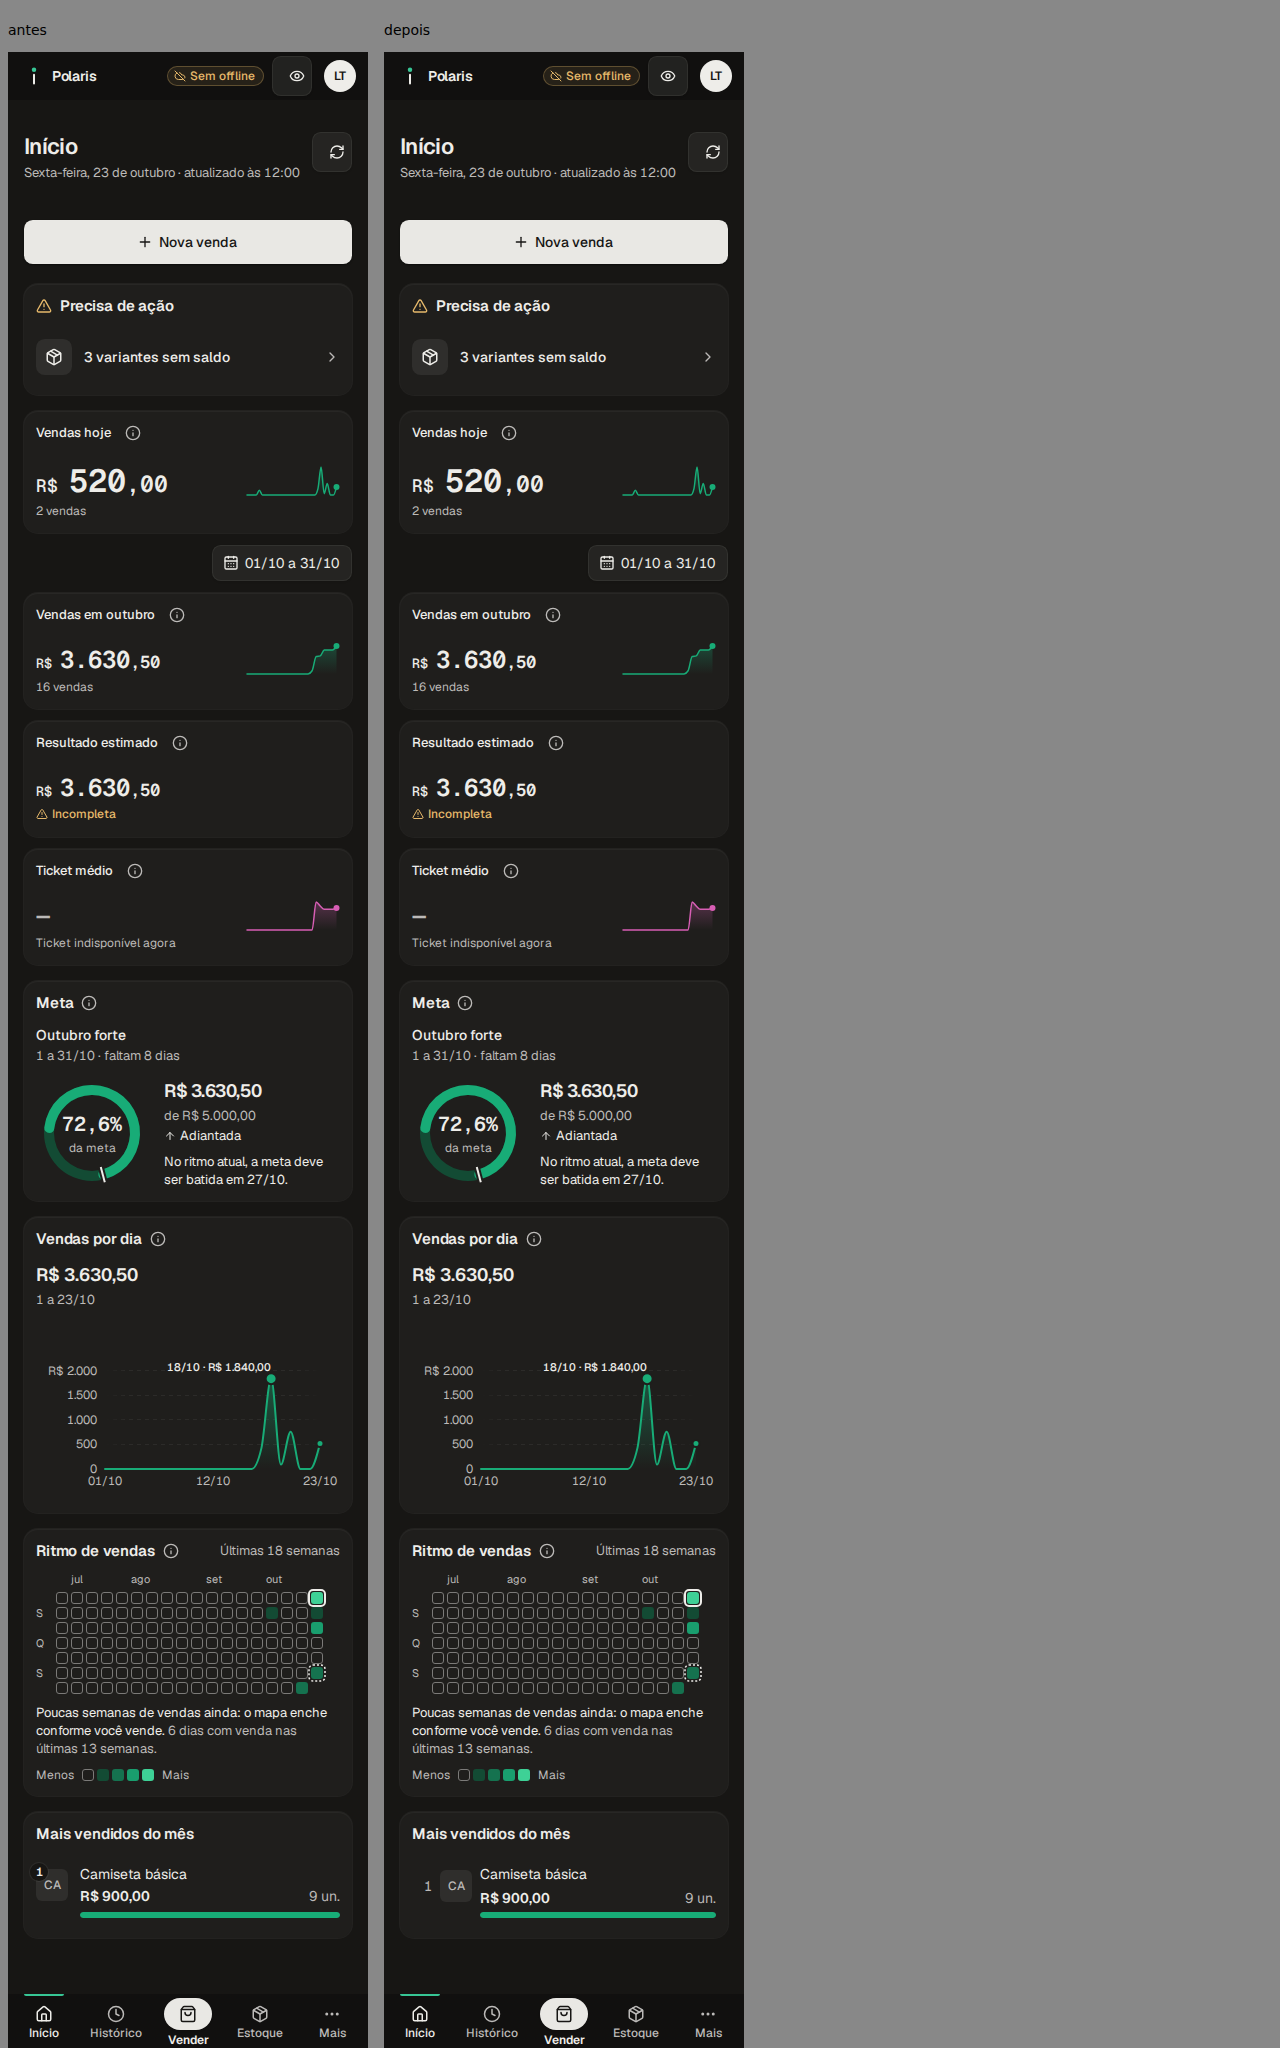 antes
Polaris
Sem offline
LT
Início
Sexta-feira, 23 de outubro · atualizado às 12:00
Nova venda
Precisa de ação
3 variantes sem saldo
Vendas hoje
R$ 520,00
2 vendas
01/10 a 31/10
Vendas em outubro
R$ 3.630,50
16 vendas
Resultado estimado
R$ 3.630,50
Incompleta
Ticket médio
—
Ticket indisponível agora
Meta
Outubro forte
1 a 31/10 · faltam 8 dias
72,6%
da meta
R$ 3.630,50
de R$ 5.000,00
Adiantada
No ritmo atual, a meta deve
ser batida em 27/10.
Vendas por dia
R$ 3.630,50
1 a 23/10
18/10 · R$ 1.840,00
R$ 2.000
1.500
1.000
500
0
01/10 12/10 23/10
Ritmo de vendas
Últimas 18 semanas
jul ago set out
S
Q
S
Poucas semanas de vendas ainda: o mapa enche
conforme você vende. 6 dias com venda nas
últimas 13 semanas.
Menos Mais
Mais vendidos do mês
1
CA
Camiseta básica
R$ 900,00 9 un.
Início Histórico Vender Estoque Mais
depois
Polaris
Sem offline
LT
Início
Sexta-feira, 23 de outubro · atualizado às 12:00
Nova venda
Precisa de ação
3 variantes sem saldo
Vendas hoje
R$ 520,00
2 vendas
01/10 a 31/10
Vendas em outubro
R$ 3.630,50
16 vendas
Resultado estimado
R$ 3.630,50
Incompleta
Ticket médio
—
Ticket indisponível agora
Meta
Outubro forte
1 a 31/10 · faltam 8 dias
72,6%
da meta
R$ 3.630,50
de R$ 5.000,00
Adiantada
No ritmo atual, a meta deve
ser batida em 27/10.
Vendas por dia
R$ 3.630,50
1 a 23/10
18/10 · R$ 1.840,00
R$ 2.000
1.500
1.000
500
0
01/10 12/10 23/10
Ritmo de vendas
Últimas 18 semanas
jul ago set out
S
Q
S
Poucas semanas de vendas ainda: o mapa enche
conforme você vende. 6 dias com venda nas
últimas 13 semanas.
Menos Mais
Mais vendidos do mês
1
CA
Camiseta básica
R$ 900,00 9 un.
Início Histórico Vender Estoque Mais